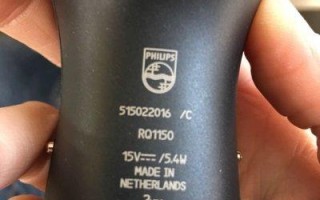 PHILIPS
515022016 /C
RQ1150
15V⎓/5.4W
MADE IN
NETHERLANDS